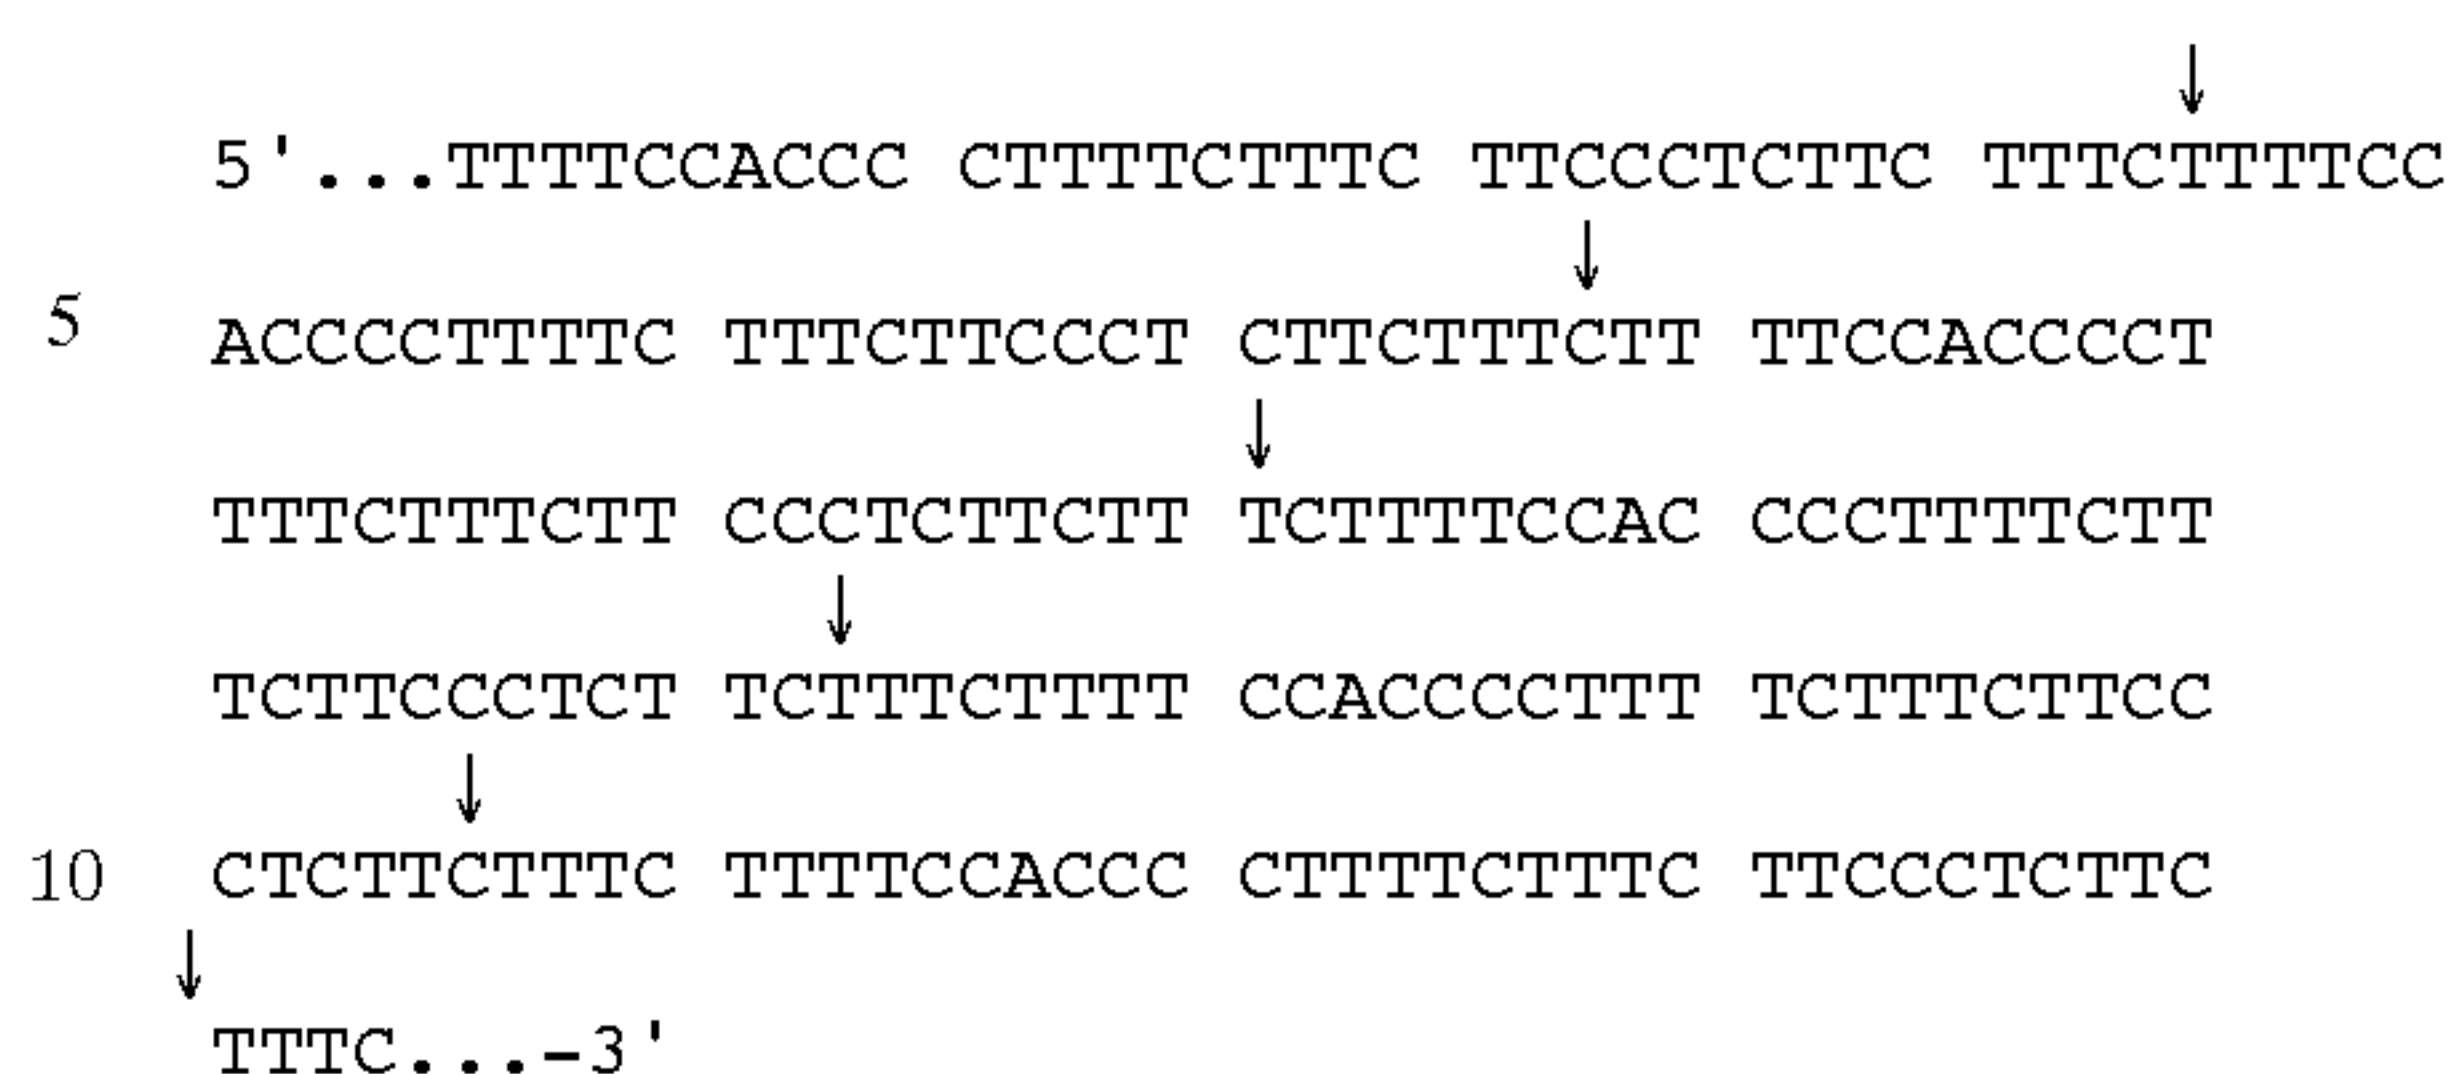 5'...TTTTCCACCC CTTTTCTTTC TTCCCTCTTC TTTCTTTTCC
5 ACCCCTTTTC TTTCTTCCCT CTTCTTTCTT TTCCACCCCT
TTTCTTTCTT CCCTCTTCTT TCTTTTCCAC CCCTTTTCTT
TCTTCCCTCT TCTTTCTTTT CCACCCCTTT TCTTTCTTCC
10 CTCTTCTTTC TTTTCCACCC CTTTTCTTTC TTCCCTCTTC
TTTC...-3'